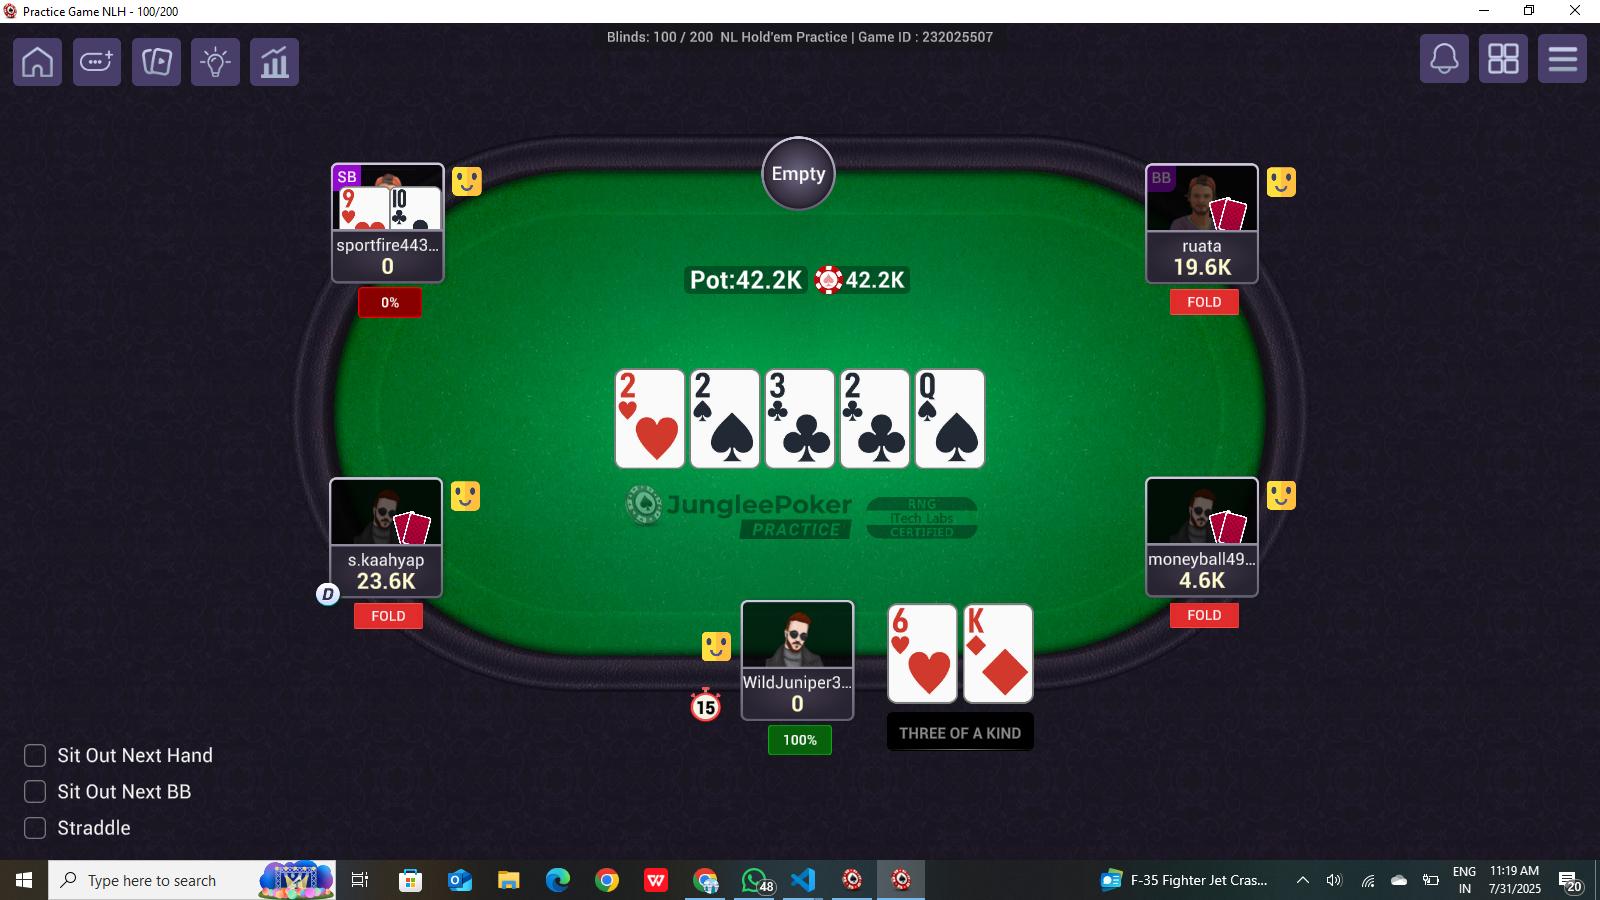 Practice Game NLH - 100/200
Blinds: 100 / 200  NL Hold'em Practice | Game ID : 232025507
Empty
SB
9
10
sportfire443...
0
0%
BB
ruata
19.6K
FOLD
Pot:42.2K
42.2K
2
2
3
2
Q
JungleePoker
PRACTICE
RNG
iTech Labs
CERTIFIED
s.kaahyap
23.6K
D
FOLD
moneyball49...
4.6K
FOLD
6
K
WildJuniper3...
0
15
100%
THREE OF A KIND
Sit Out Next Hand
Sit Out Next BB
Straddle
Type here to search
W
48
F-35 Fighter Jet Cras...
ENG
IN
11:19 AM
7/31/2025
20